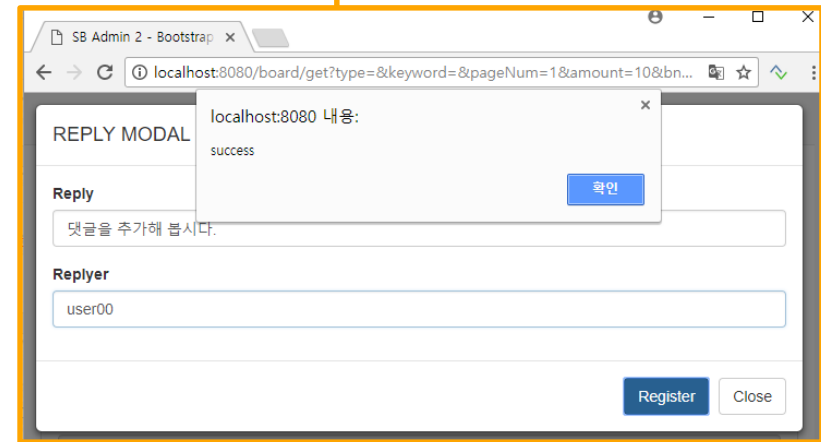 SB Admin 2 - Bootstrap
localhost:8080/board/get?type=&keyword=&pageNum=1&amount=10&bn...
localhost:8080 내용:
success
확인
REPLY MODAL
Reply
댓글을 추가해 봅시다.
Replyer
user00
Register
Close